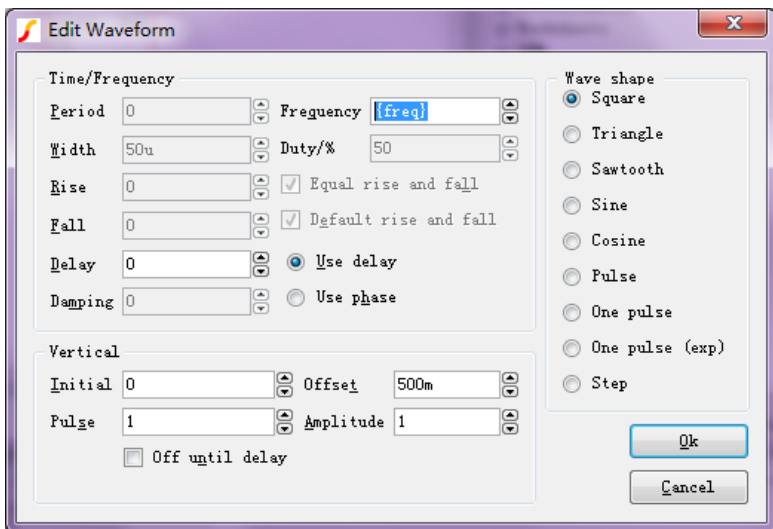 Edit Waveform
Time/Frequency
Period 0 Frequency {freq}
Width 50u Duty/% 50
Rise 0 Equal rise and fall
Fall 0 Default rise and fall
Delay 0 Use delay
Damping 0 Use phase
Vertical
Initial 0 Offset 500m
Pulse 1 Amplitude 1
Off until delay
Wave shape
Square
Triangle
Sawtooth
Sine
Cosine
Pulse
One pulse
One pulse (exp)
Step
Ok
Cancel